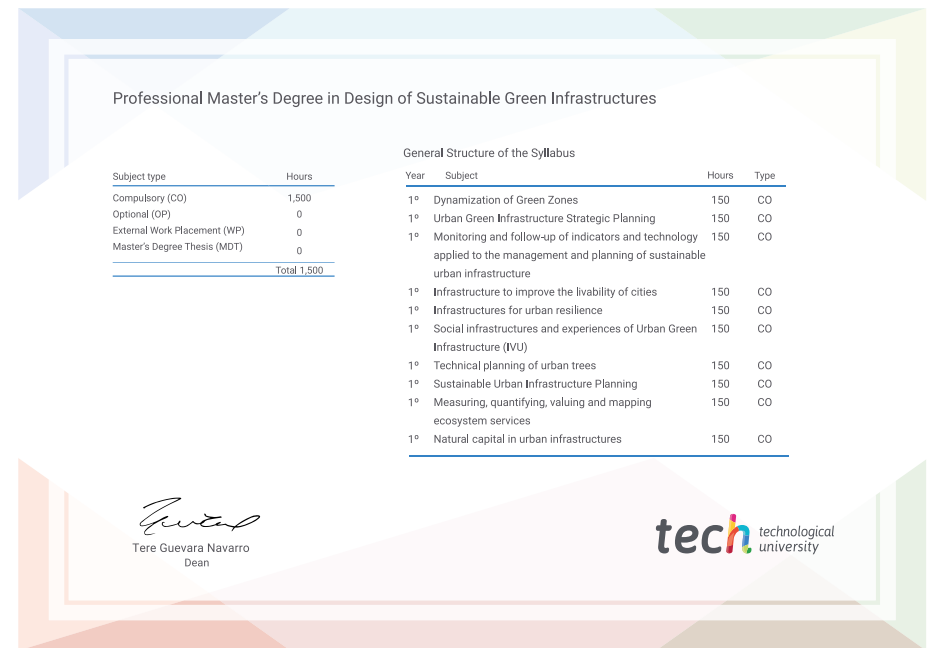 Professional Master's Degree in Design of Sustainable Green Infrastructures
Subject type Hours
Compulsory (CO) 1,500
Optional (OP) 0
External Work Placement (WP) 0
Master's Degree Thesis (MDT) 0
Total 1,500
General Structure of the Syllabus
Year Subject Hours Type
1º Dynamization of Green Zones 150 CO
1º Urban Green Infrastructure Strategic Planning 150 CO
1º Monitoring and follow-up of indicators and technology 150 CO
applied to the management and planning of sustainable
urban infrastructure
1º Infrastructure to improve the livability of cities 150 CO
1º Infrastructures for urban resilience 150 CO
1º Social infrastructures and experiences of Urban Green 150 CO
Infrastructure (IVU)
1º Technical planning of urban trees 150 CO
1º Sustainable Urban Infrastructure Planning 150 CO
1º Measuring, quantifying, valuing and mapping 150 CO
ecosystem services
1º Natural capital in urban infrastructures 150 CO
Tere Guevara Navarro
Dean
tech technological
university